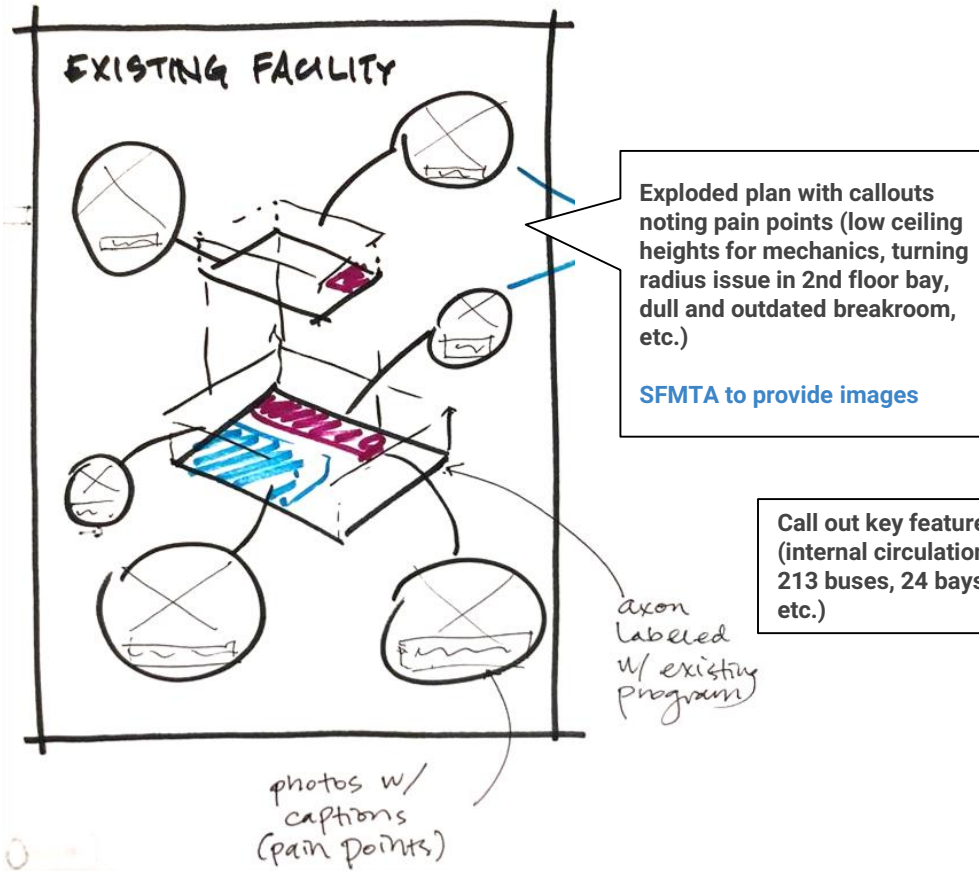 EXISTING FACILITY
Exploded plan with callouts
noting pain points (low ceiling
heights for mechanics, turning
radius issue in 2nd floor bay,
dull and outdated breakroom,
etc.)
SFMTA to provide images
Call out key feature
(internal circulation
213 buses, 24 bays
etc.)
axon
labeled
w/ existing
program
photos w/
captions
(pain points)